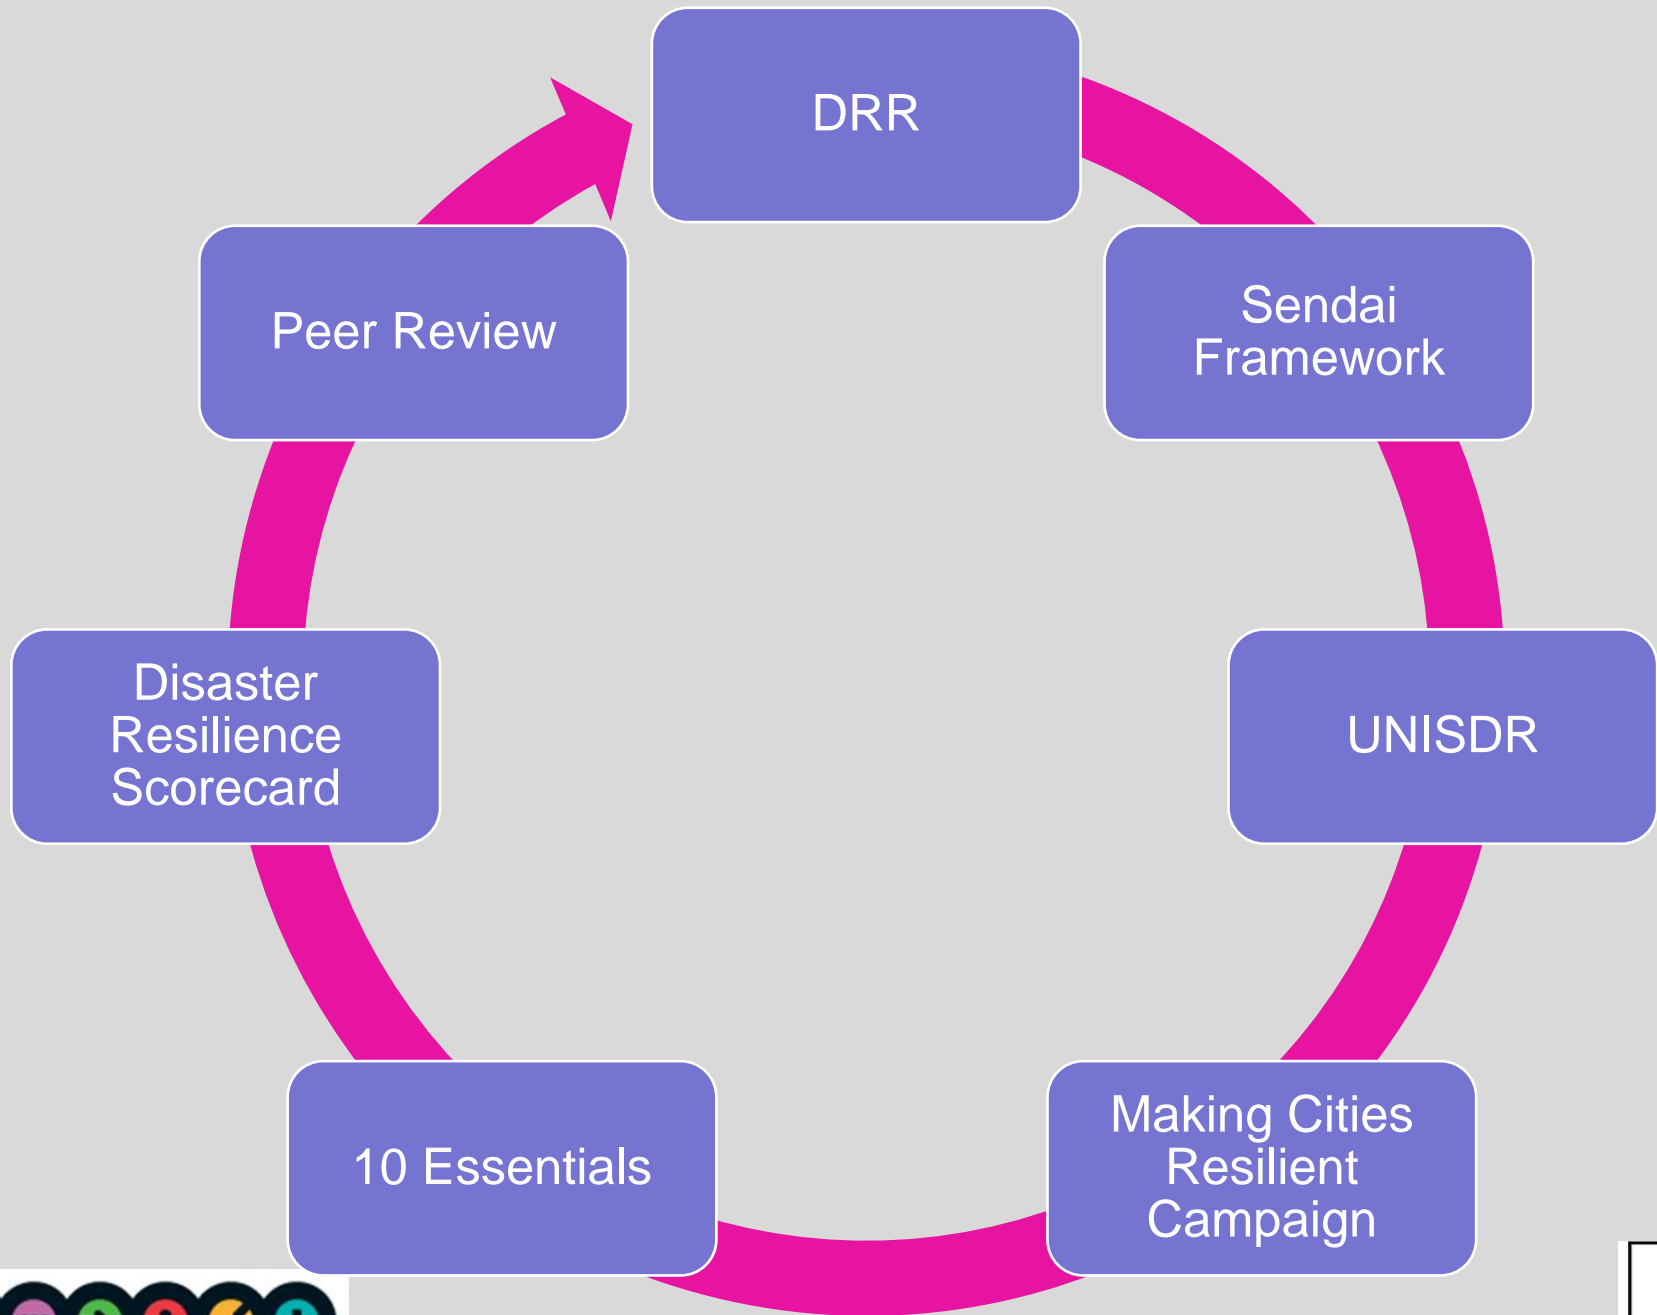 DRR
Sendai
Framework
UNISDR
Making Cities
Resilient
Campaign
10 Essentials
Disaster
Resilience
Scorecard
Peer Review